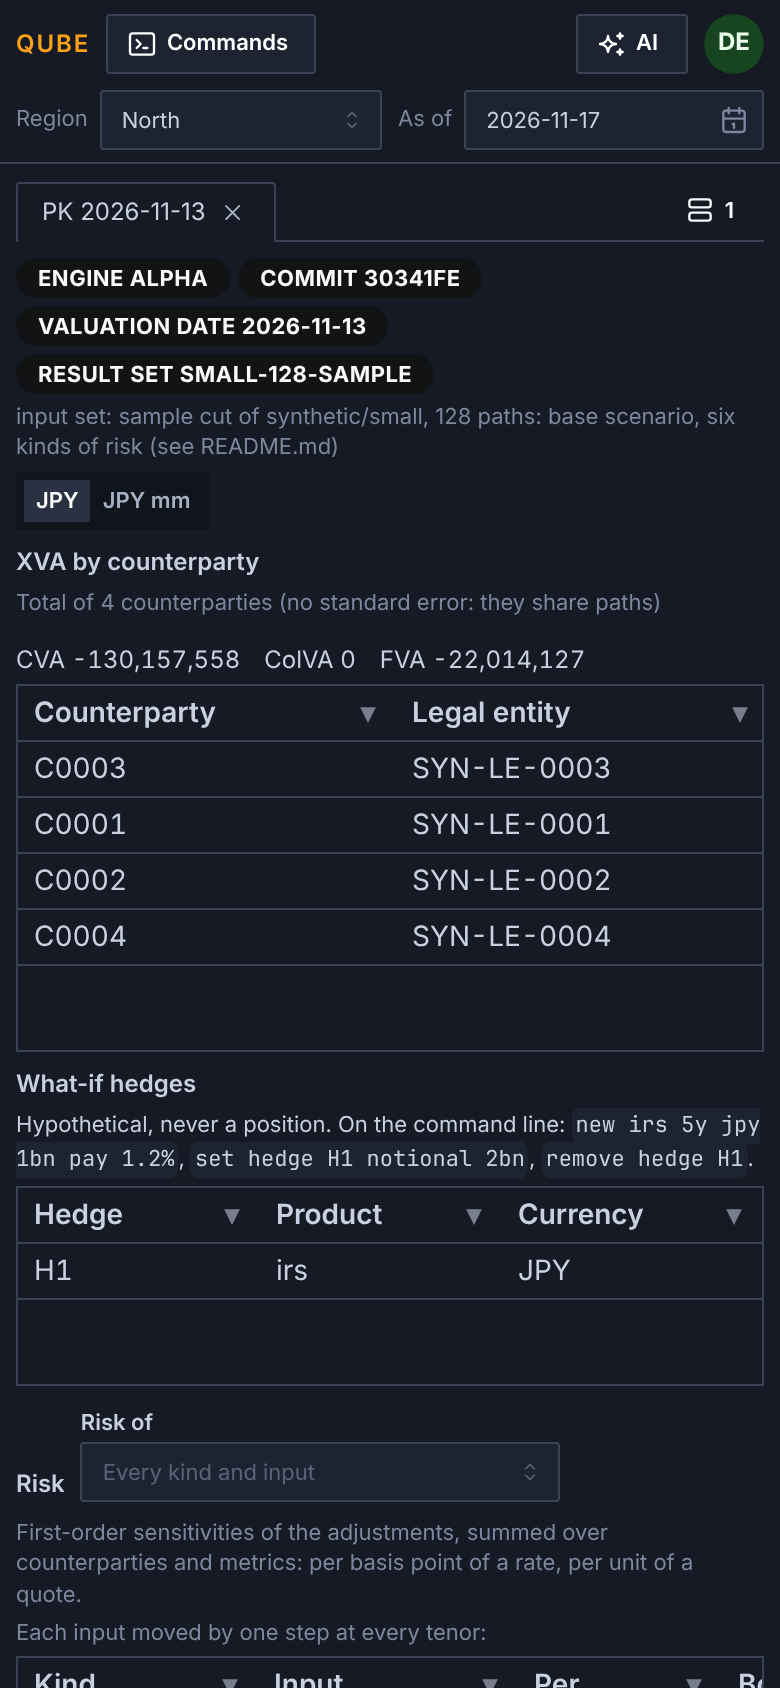 QUBE Commands AI DE
Region North As of 2026-11-17
PK 2026-11-13 1
ENGINE ALPHA COMMIT 30341FE
VALUATION DATE 2026-11-13
RESULT SET SMALL-128-SAMPLE
input set: sample cut of synthetic/small, 128 paths: base scenario, six
kinds of risk (see README.md)
JPY JPY mm
XVA by counterparty
Total of 4 counterparties (no standard error: they share paths)
CVA -130,157,558 ColVA 0 FVA -22,014,127
Counterparty Legal entity
C0003 SYN-LE-0003
C0001 SYN-LE-0001
C0002 SYN-LE-0002
C0004 SYN-LE-0004
What-if hedges
Hypothetical, never a position. On the command line: new irs 5y jpy
1bn pay 1.2%, set hedge H1 notional 2bn, remove hedge H1.
Hedge Product Currency
H1 irs JPY
Risk of
Risk Every kind and input
First-order sensitivities of the adjustments, summed over
counterparties and metrics: per basis point of a rate, per unit of a
quote.
Each input moved by one step at every tenor:
Kind Input Per